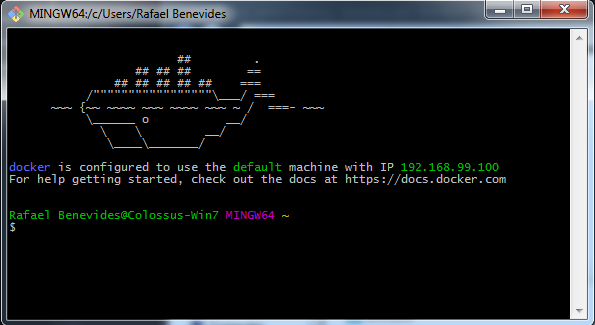 MINGW64:/c/Users/Rafael Benevides
                        ##         .
                  ## ## ##        ==
               ## ## ## ## ##    ===
           /"""""""""""""""""\___/ ===
      ~~~ {~~ ~~~~ ~~~ ~~~~ ~~~ ~ /  ===- ~~~
           \______ o           __/
             \    \         __/
              \____\_______/
docker is configured to use the default machine with IP 192.168.99.100
For help getting started, check out the docs at https://docs.docker.com
Rafael Benevides@Colossus-Win7 MINGW64 ~
$